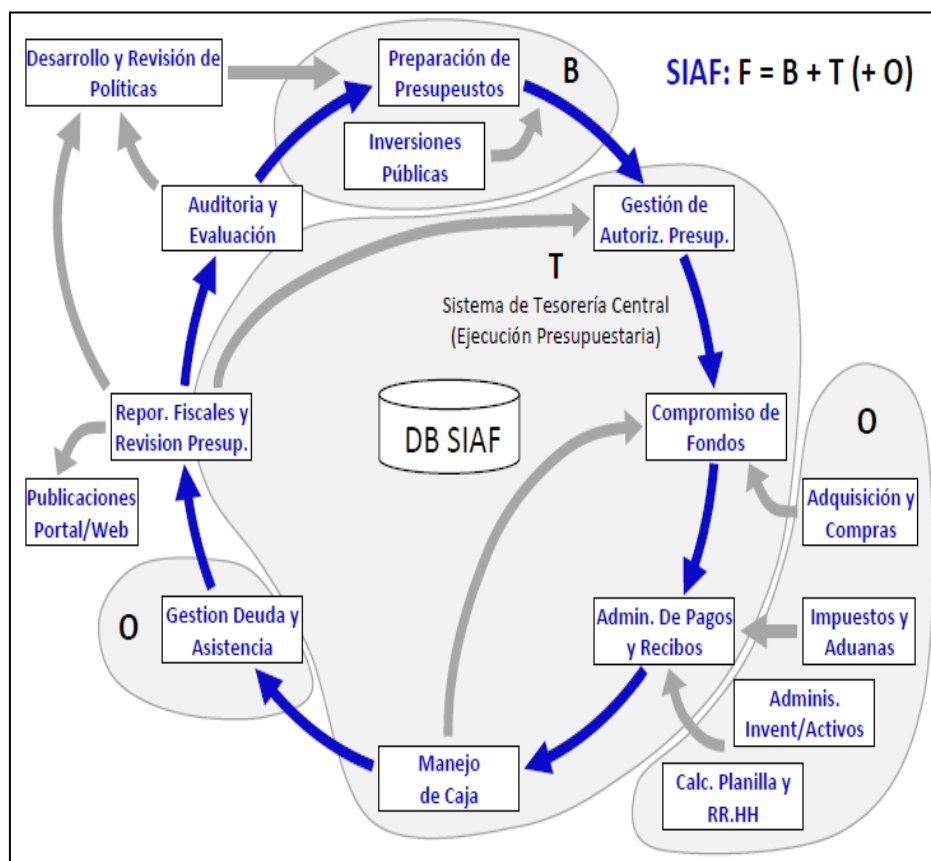 Desarrollo y Revisión de
Políticas
Preparación de
Presupeustos
B
SIAF: F = B + T (+ O)
Inversiones
Públicas
Auditoria y
Evaluación
Gestión de
Autoriz. Presup.
T
Sistema de Tesorería Central
(Ejecución Presupuestaria)
Repor. Fiscales y
Revision Presup.
DB SIAF
Compromiso de
Fondos
O
Publicaciones
Portal/Web
Adquisición y
Compras
O
Gestion Deuda y
Asistencia
Admin. De Pagos
y Recibos
Impuestos y
Aduanas
Adminis.
Invent/Activos
Manejo
de Caja
Calc. Planilla y
RR.HH